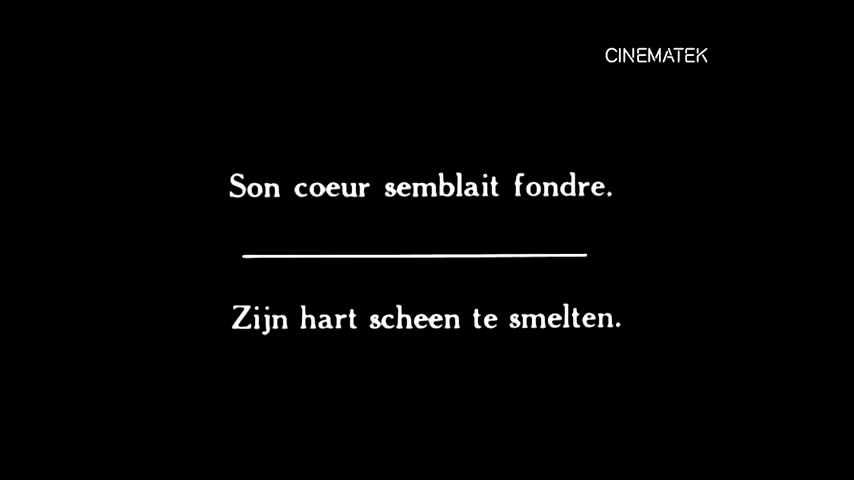 CINEMATEK
Son coeur semblait fondre.
Zijn hart scheen te smelten.